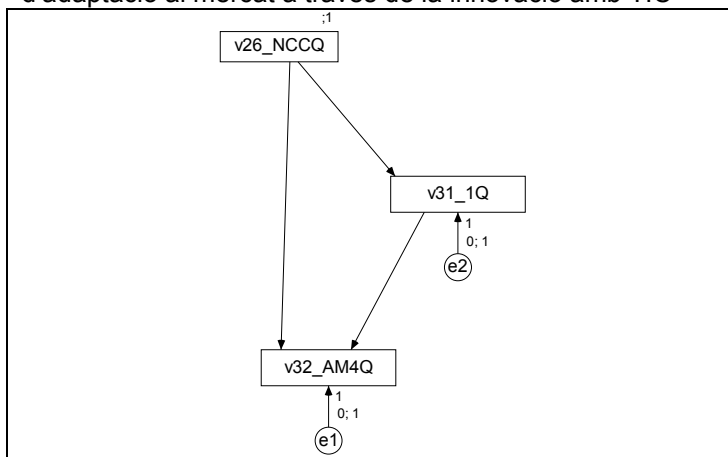 d'adaptació al mercat a través de la innovació amb TIC
;1
v26_NCCQ
v31_1Q
1
0; 1
e2
v32_AM4Q
1
0; 1
e1